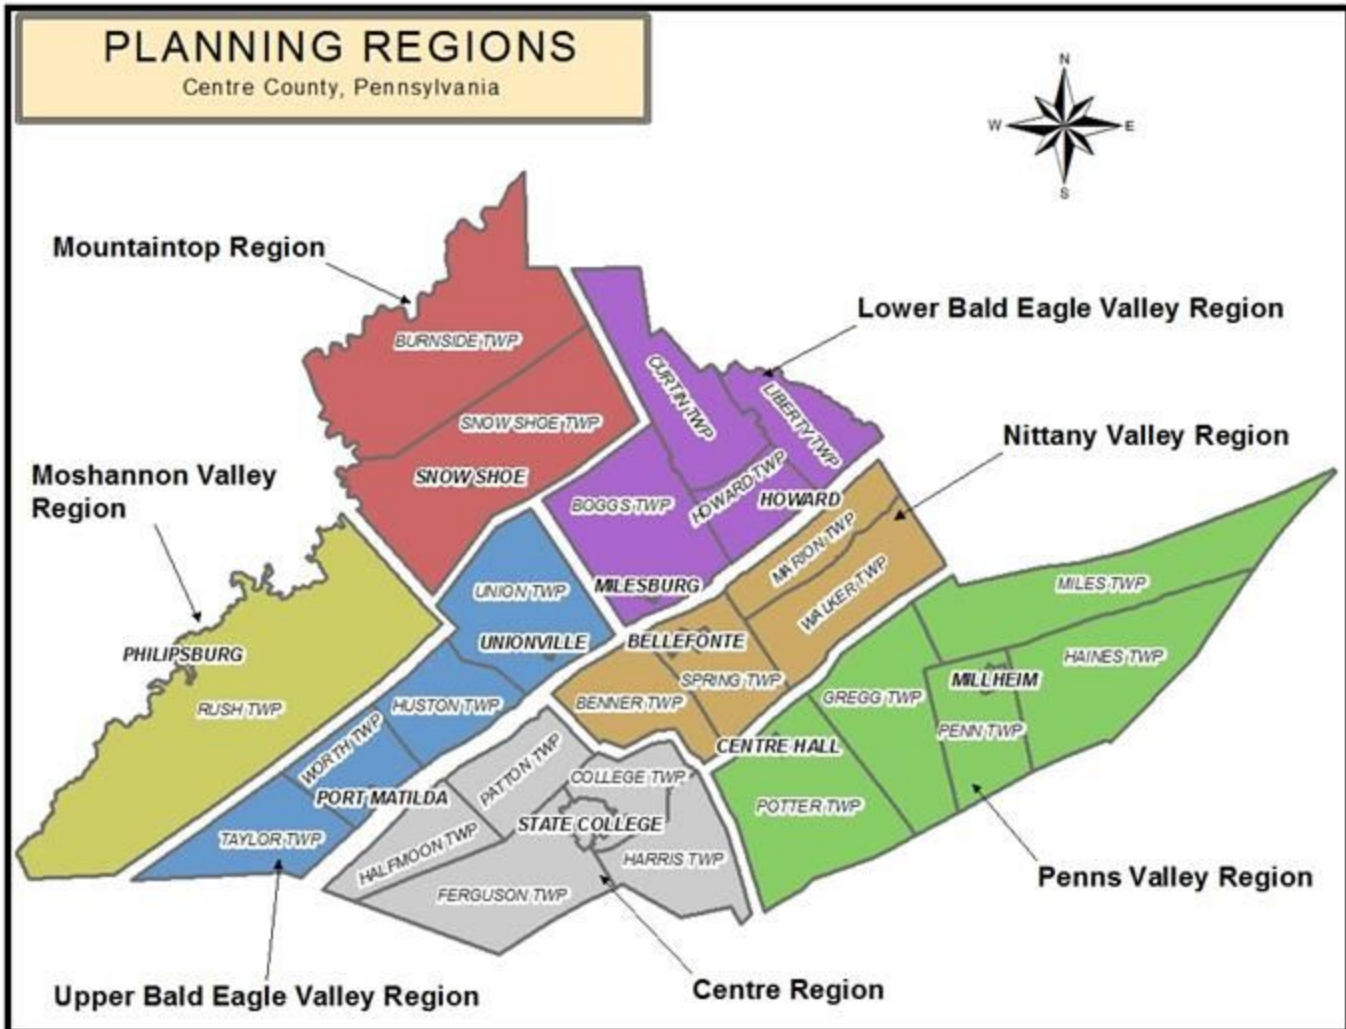 PLANNING REGIONS
Centre County, Pennsylvania
N
W
E
S
Mountaintop Region
Lower Bald Eagle Valley Region
BURNSIDE TWP
CURTIN TWP
LIBERTY TWP
SNOW SHOE TWP
Nittany Valley Region
Moshannon Valley
Region
SNOW SHOE
BOGGS TWP
HOWARD TWP
HOWARD
MARION TWP
MILES TWP
UNION TWP
MILESBURG
WALKER TWP
PHILIPSBURG
UNIONVILLE
BELLEFONTE
HAINES TWP
SPRING TWP
MILLHEIM
RUSH TWP
HUSTON TWP
BENNER TWP
GREGG TWP
PENN TWP
WORTH TWP
CENTRE HALL
PATTON TWP
COLLEGE TWP
PORT MATILDA
POTTER TWP
STATE COLLEGE
TAYLOR TWP
HALFMOON TWP
HARRIS TWP
FERGUSON TWP
Penns Valley Region
Upper Bald Eagle Valley Region
Centre Region